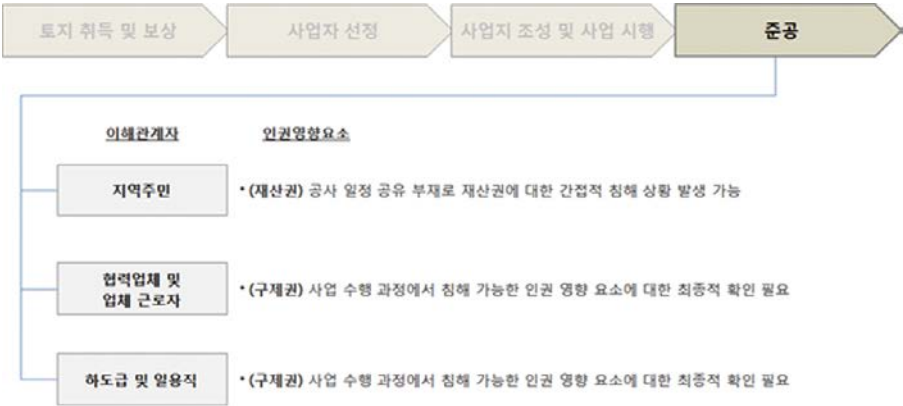 토지 취득 및 보상
사업자 선정
사업지 조성 및 사업 시행
준공
이해관계자
인권영향요소
지역주민
• (재산권) 공사 일정 공유 부재로 재산권에 대한 간접적 침해 상황 발생 가능
협력업체 및
업체 근로자
• (구제권) 사업 수행 과정에서 침해 가능한 인권 영향 요소에 대한 최종적 확인 필요
하도급 및 일용직
• (구제권) 사업 수행 과정에서 침해 가능한 인권 영향 요소에 대한 최종적 확인 필요